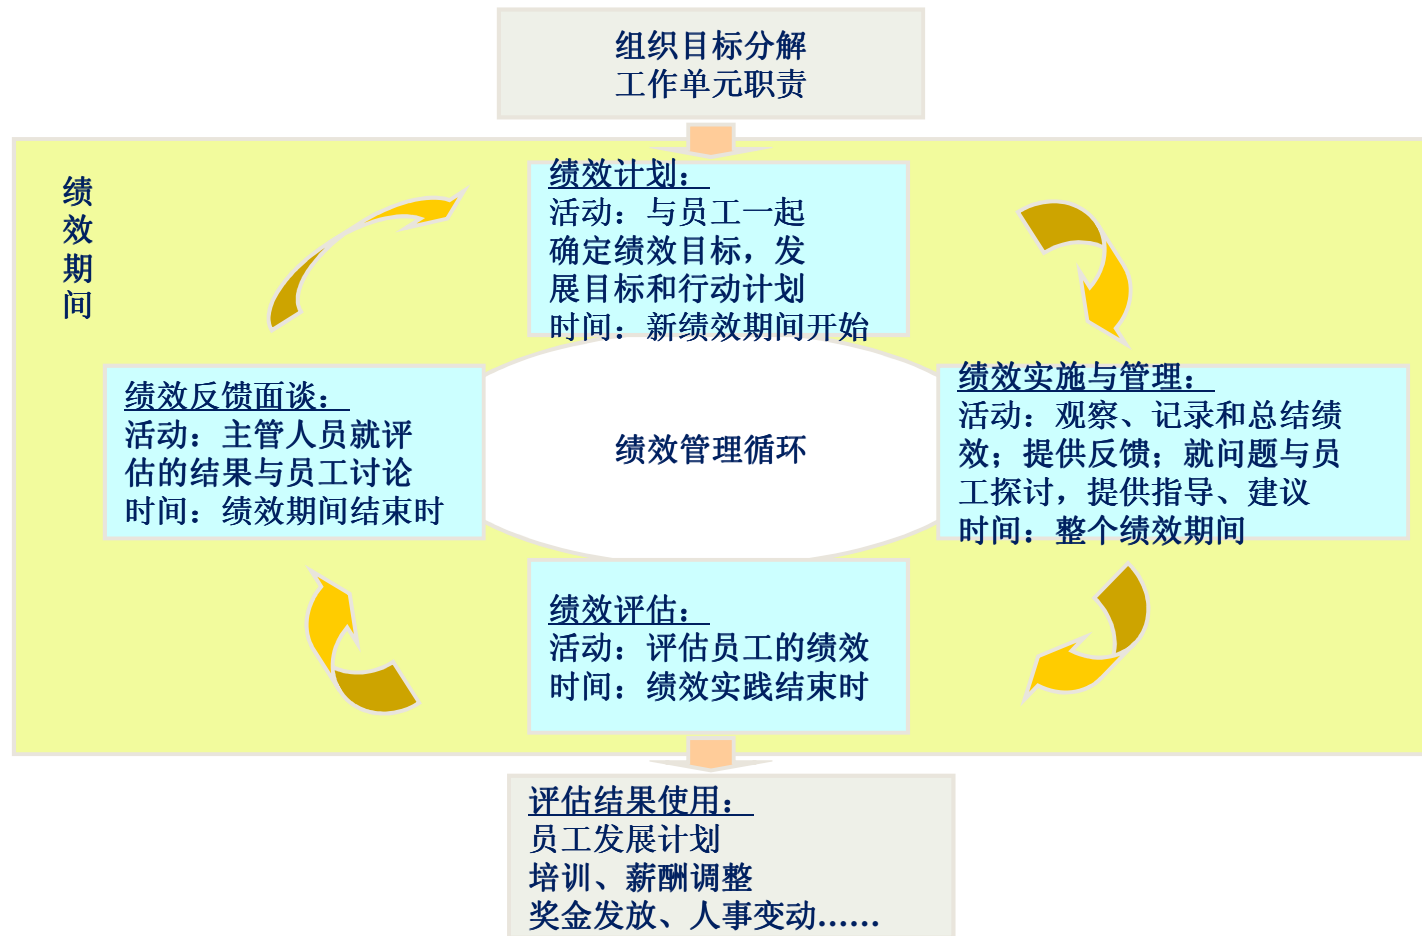 组织目标分解
工作单元职责
绩
效
期
间
绩效计划：
活动：与员工一起
确定绩效目标，发
展目标和行动计划
时间：新绩效期间开始
绩效反馈面谈：
活动：主管人员就评
估的结果与员工讨论
时间：绩效期间结束时
绩效管理循环
绩效实施与管理：
活动：观察、记录和总结绩
效；提供反馈；就问题与员
工探讨，提供指导、建议
时间：整个绩效期间
绩效评估：
活动：评估员工的绩效
时间：绩效实践结束时
评估结果使用：
员工发展计划
培训、薪酬调整
奖金发放、人事变动……